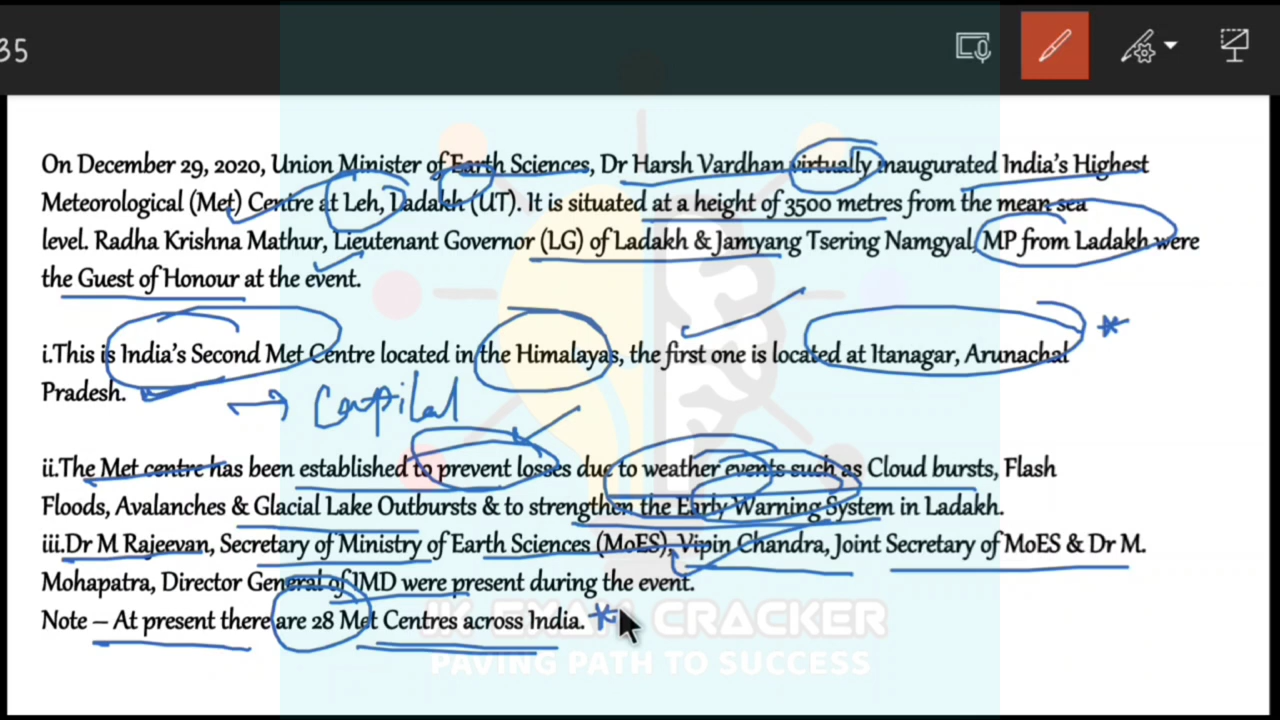 35
On December 29, 2020, Union Minister of Earth Sciences, Dr Harsh Vardhan virtually inaugurated India's Highest
Meteorological (Met) Centre at Leh, Ladakh (UT). It is situated at a height of 3500 metres from the mean sea
level. Radha Krishna Mathur, Lieutenant Governor (LG) of Ladakh & Jamyang Tsering Namgyal, MP from Ladakh were
the Guest of Honour at the event.
i.This is India's Second Met Centre located in the Himalayas, the first one is located at Itanagar, Arunachal
Pradesh.
→ Capital
ii.The Met centre has been established to prevent losses due to weather events such as Cloud bursts, Flash
Floods, Avalanches & Glacial Lake Outbursts & to strengthen the Early Warning System in Ladakh.
iii.Dr M Rajeevan, Secretary of Ministry of Earth Sciences (MoES), Vipin Chandra, Joint Secretary of MoES & Dr M.
Mohapatra, Director General of IMD were present during the event.
Note – At present there are 28 Met Centres across India.
JK EXAM CRACKER
PAVING PATH TO SUCCESS